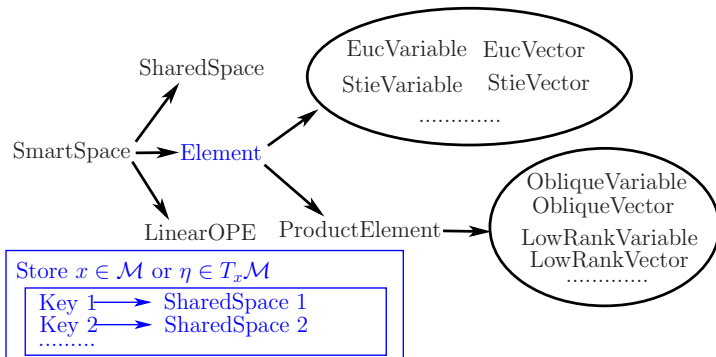 EucVariable EucVector
SharedSpace
StieVariable StieVector
.............
SmartSpace Element
ObliqueVariable
ObliqueVector
LinearOPE ProductElement
LowRankVariable
LowRankVector
.............
Store x ∈ ℳ or η ∈ Tₓℳ
Key 1 SharedSpace 1
Key 2 SharedSpace 2
.........